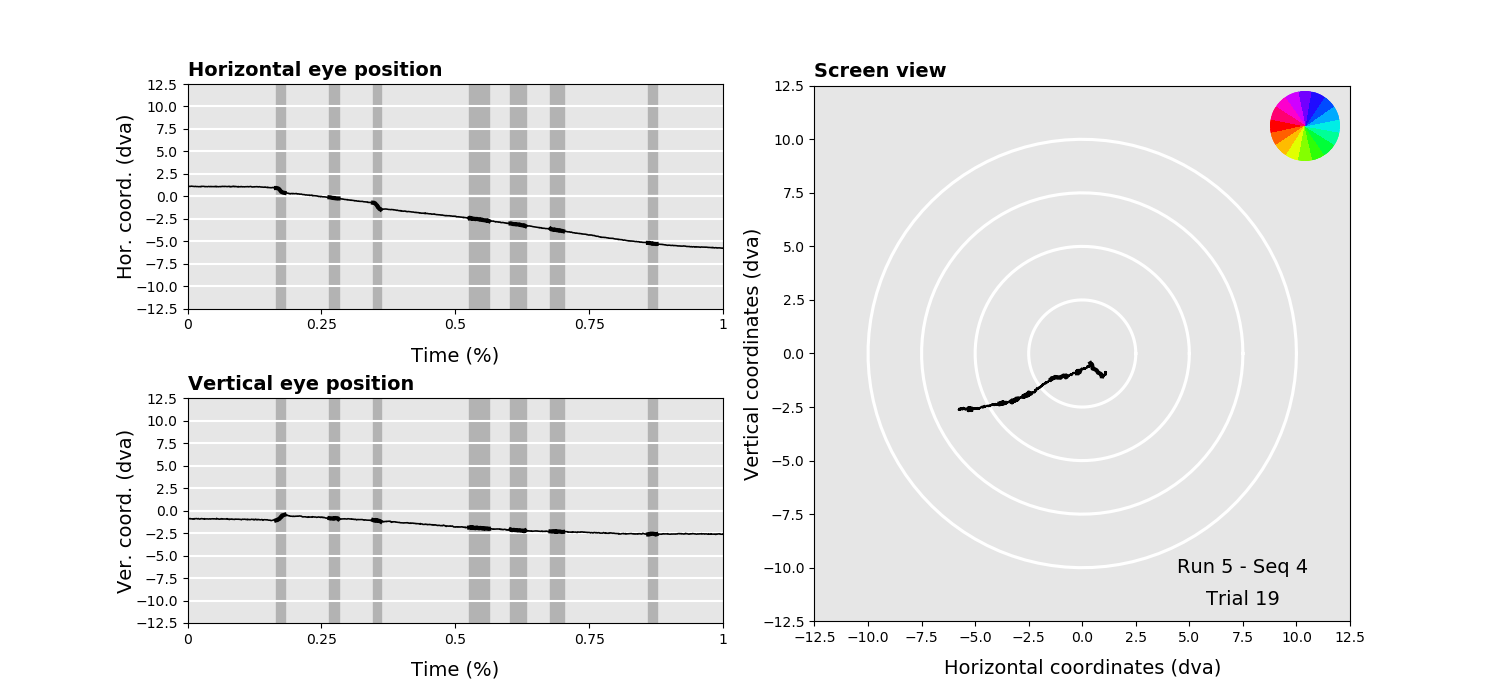 Horizontal eye position
Hor. coord. (dva)
12.5
10.0
7.5
5.0
2.5
0.0
−2.5
−5.0
−7.5
−10.0
−12.5
0 0.25 0.5 0.75 1
Time (%)
Vertical eye position
Ver. coord. (dva)
12.5
10.0
7.5
5.0
2.5
0.0
−2.5
−5.0
−7.5
−10.0
−12.5
0 0.25 0.5 0.75 1
Time (%)
Screen view
Vertical coordinates (dva)
12.5
10.0
7.5
5.0
2.5
0.0
−2.5
−5.0
−7.5
−10.0
−12.5
Run 5 - Seq 4
Trial 19
−12.5 −10.0 −7.5 −5.0 −2.5 0.0 2.5 5.0 7.5 10.0 12.5
Horizontal coordinates (dva)